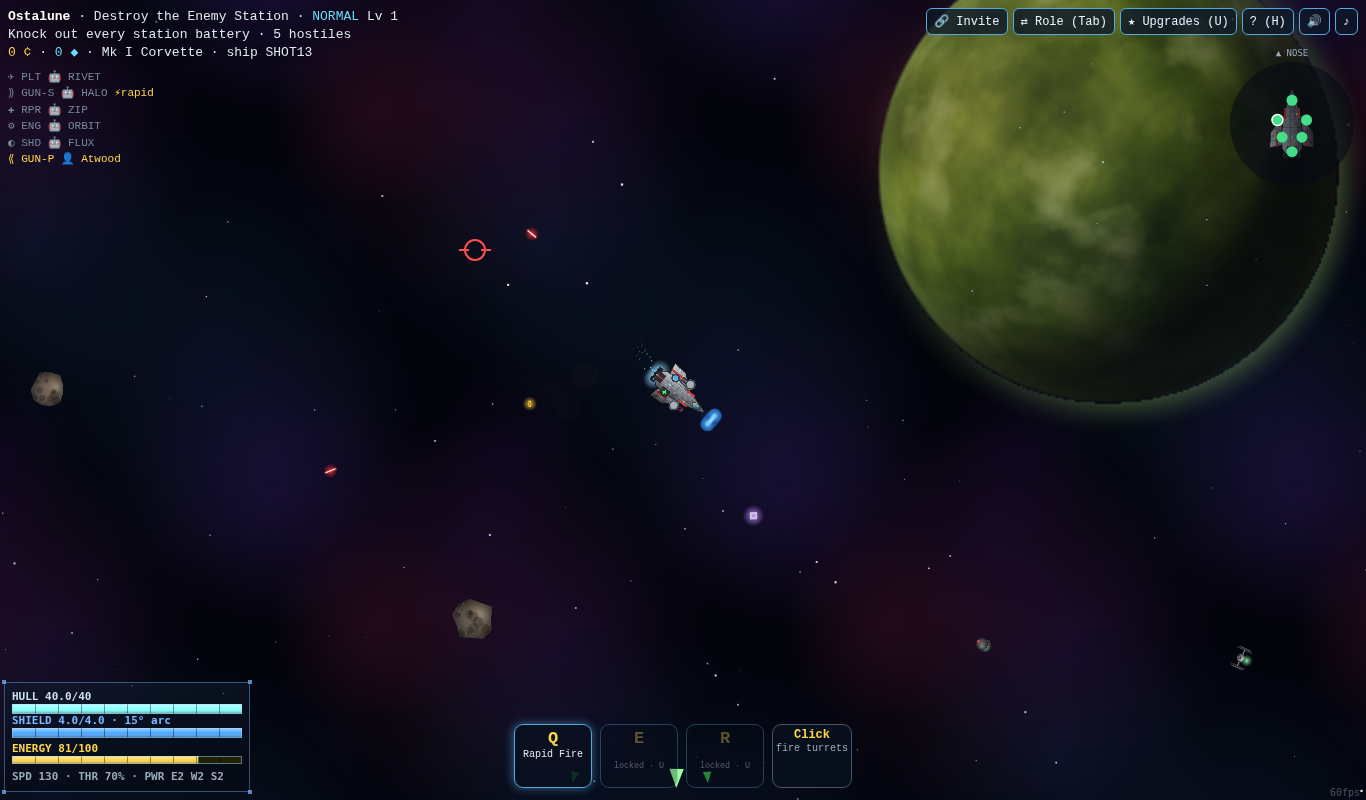 Ostalune · Destroy the Enemy Station · NORMAL Lv 1
Knock out every station battery · 5 hostiles
0 ¢ · 0 ◆ · Mk I Corvette · ship SHOT13
✈ PLT 🤖 RIVET
⟫ GUN-S 🤖 HALO ⚡rapid
✚ RPR 🤖 ZIP
⚙ ENG 🤖 ORBIT
◐ SHD 🤖 FLUX
⟪ GUN-P 👤 Atwood
🔗 Invite
⇄ Role (Tab)
★ Upgrades (U)
? (H)
🔊
♪
▲ NOSE
HULL 40.0/40
SHIELD 4.0/4.0 · 15° arc
ENERGY 81/100
SPD 130 · THR 70% · PWR E2 W2 S2
Q
Rapid Fire
E
locked · U
R
locked · U
Click
fire turrets
60fps